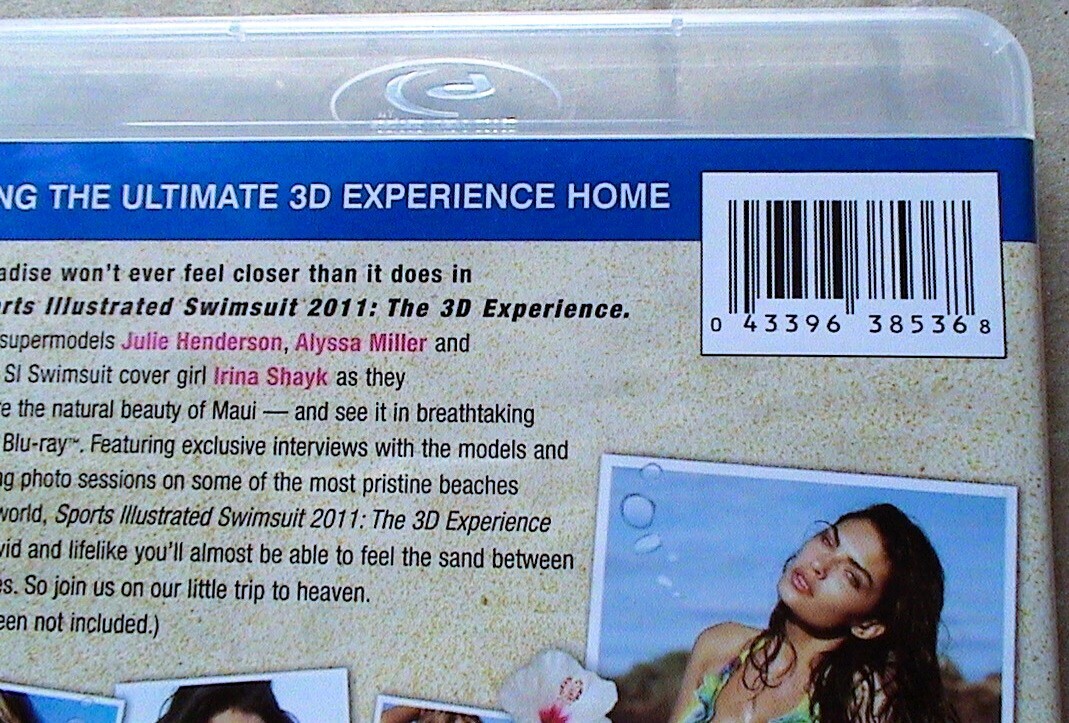 NG THE ULTIMATE 3D EXPERIENCE HOME
adise won't ever feel closer than it does in
rts Illustrated Swimsuit 2011: The 3D Experience.
supermodels Julie Henderson, Alyssa Miller and
SI Swimsuit cover girl Irina Shayk as they
e the natural beauty of Maui — and see it in breathtaking
Blu-ray™. Featuring exclusive interviews with the models and
ng photo sessions on some of the most pristine beaches
world, Sports Illustrated Swimsuit 2011: The 3D Experience
vid and lifelike you'll almost be able to feel the sand between
es. So join us on our little trip to heaven.
een not included.)
0 43396 38536 8